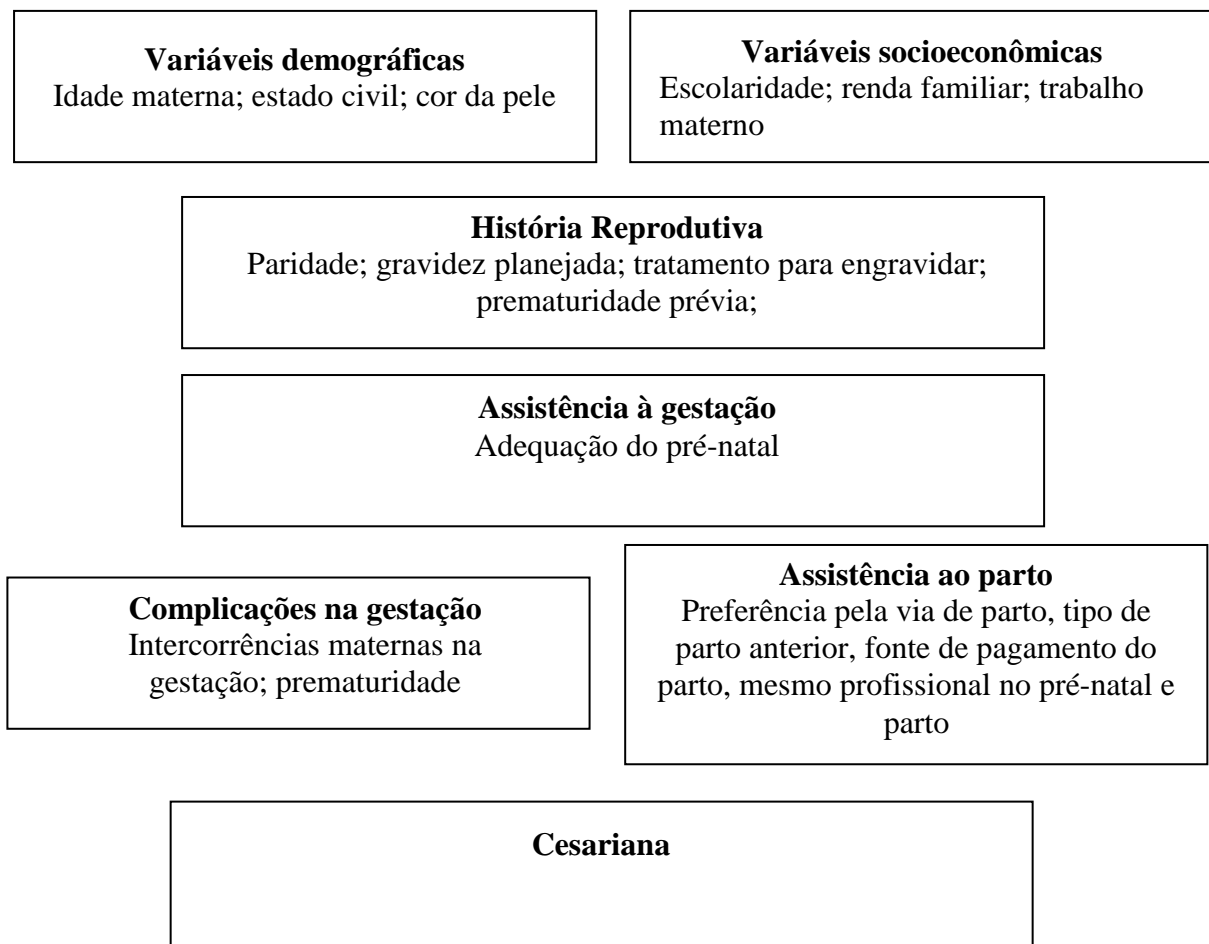 Variáveis demográficas
Idade materna; estado civil; cor da pele
Variáveis socioeconômicas
Escolaridade; renda familiar; trabalho
materno
História Reprodutiva
Paridade; gravidez planejada; tratamento para engravidar;
prematuridade prévia;
Assistência à gestação
Adequação do pré-natal
Complicações na gestação
Intercorrências maternas na
gestação; prematuridade
Assistência ao parto
Preferência pela via de parto, tipo de
parto anterior, fonte de pagamento do
parto, mesmo profissional no pré-natal e
parto
Cesariana